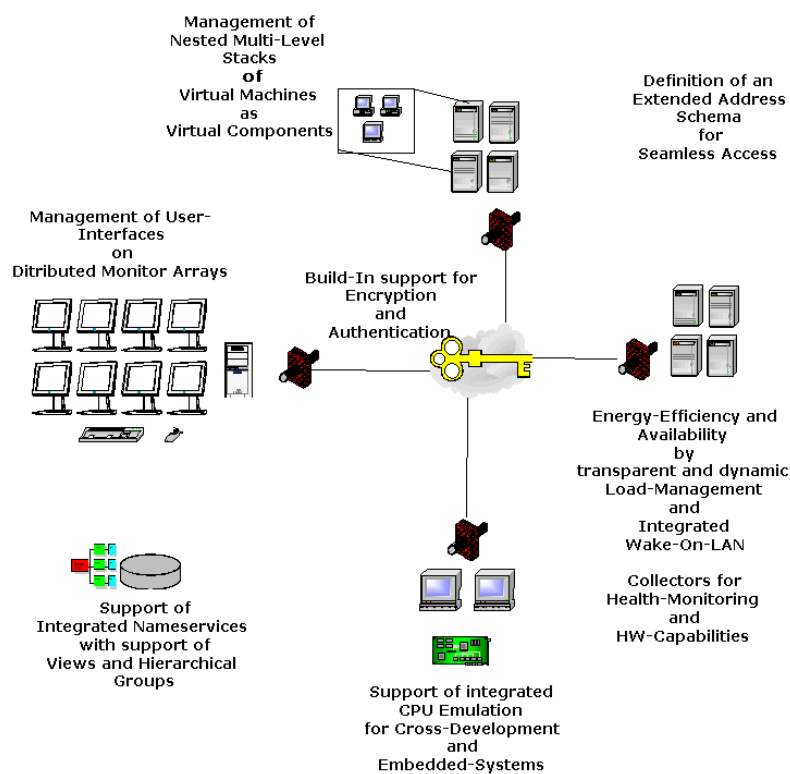 Management of
Nested Multi-Level
Stacks
of
Virtual Machines
as
Virtual Components
Definition of an
Extended Address
Schema
for
Seamless Access
Management of User-
Interfaces
on
Ditributed Monitor Arrays
Build-In support for
Encryption
and
Authentication
Energy-Efficiency and
Availability
by
transparent and dynamic
Load-Management
and
Integrated
Wake-On-LAN
Collectors for
Health-Monitoring
and
HW-Capabilities
Support of
Integrated Nameservices
with support of
Views and Hierarchical
Groups
Support of integrated
CPU Emulation
for Cross-Development
and
Embedded-Systems